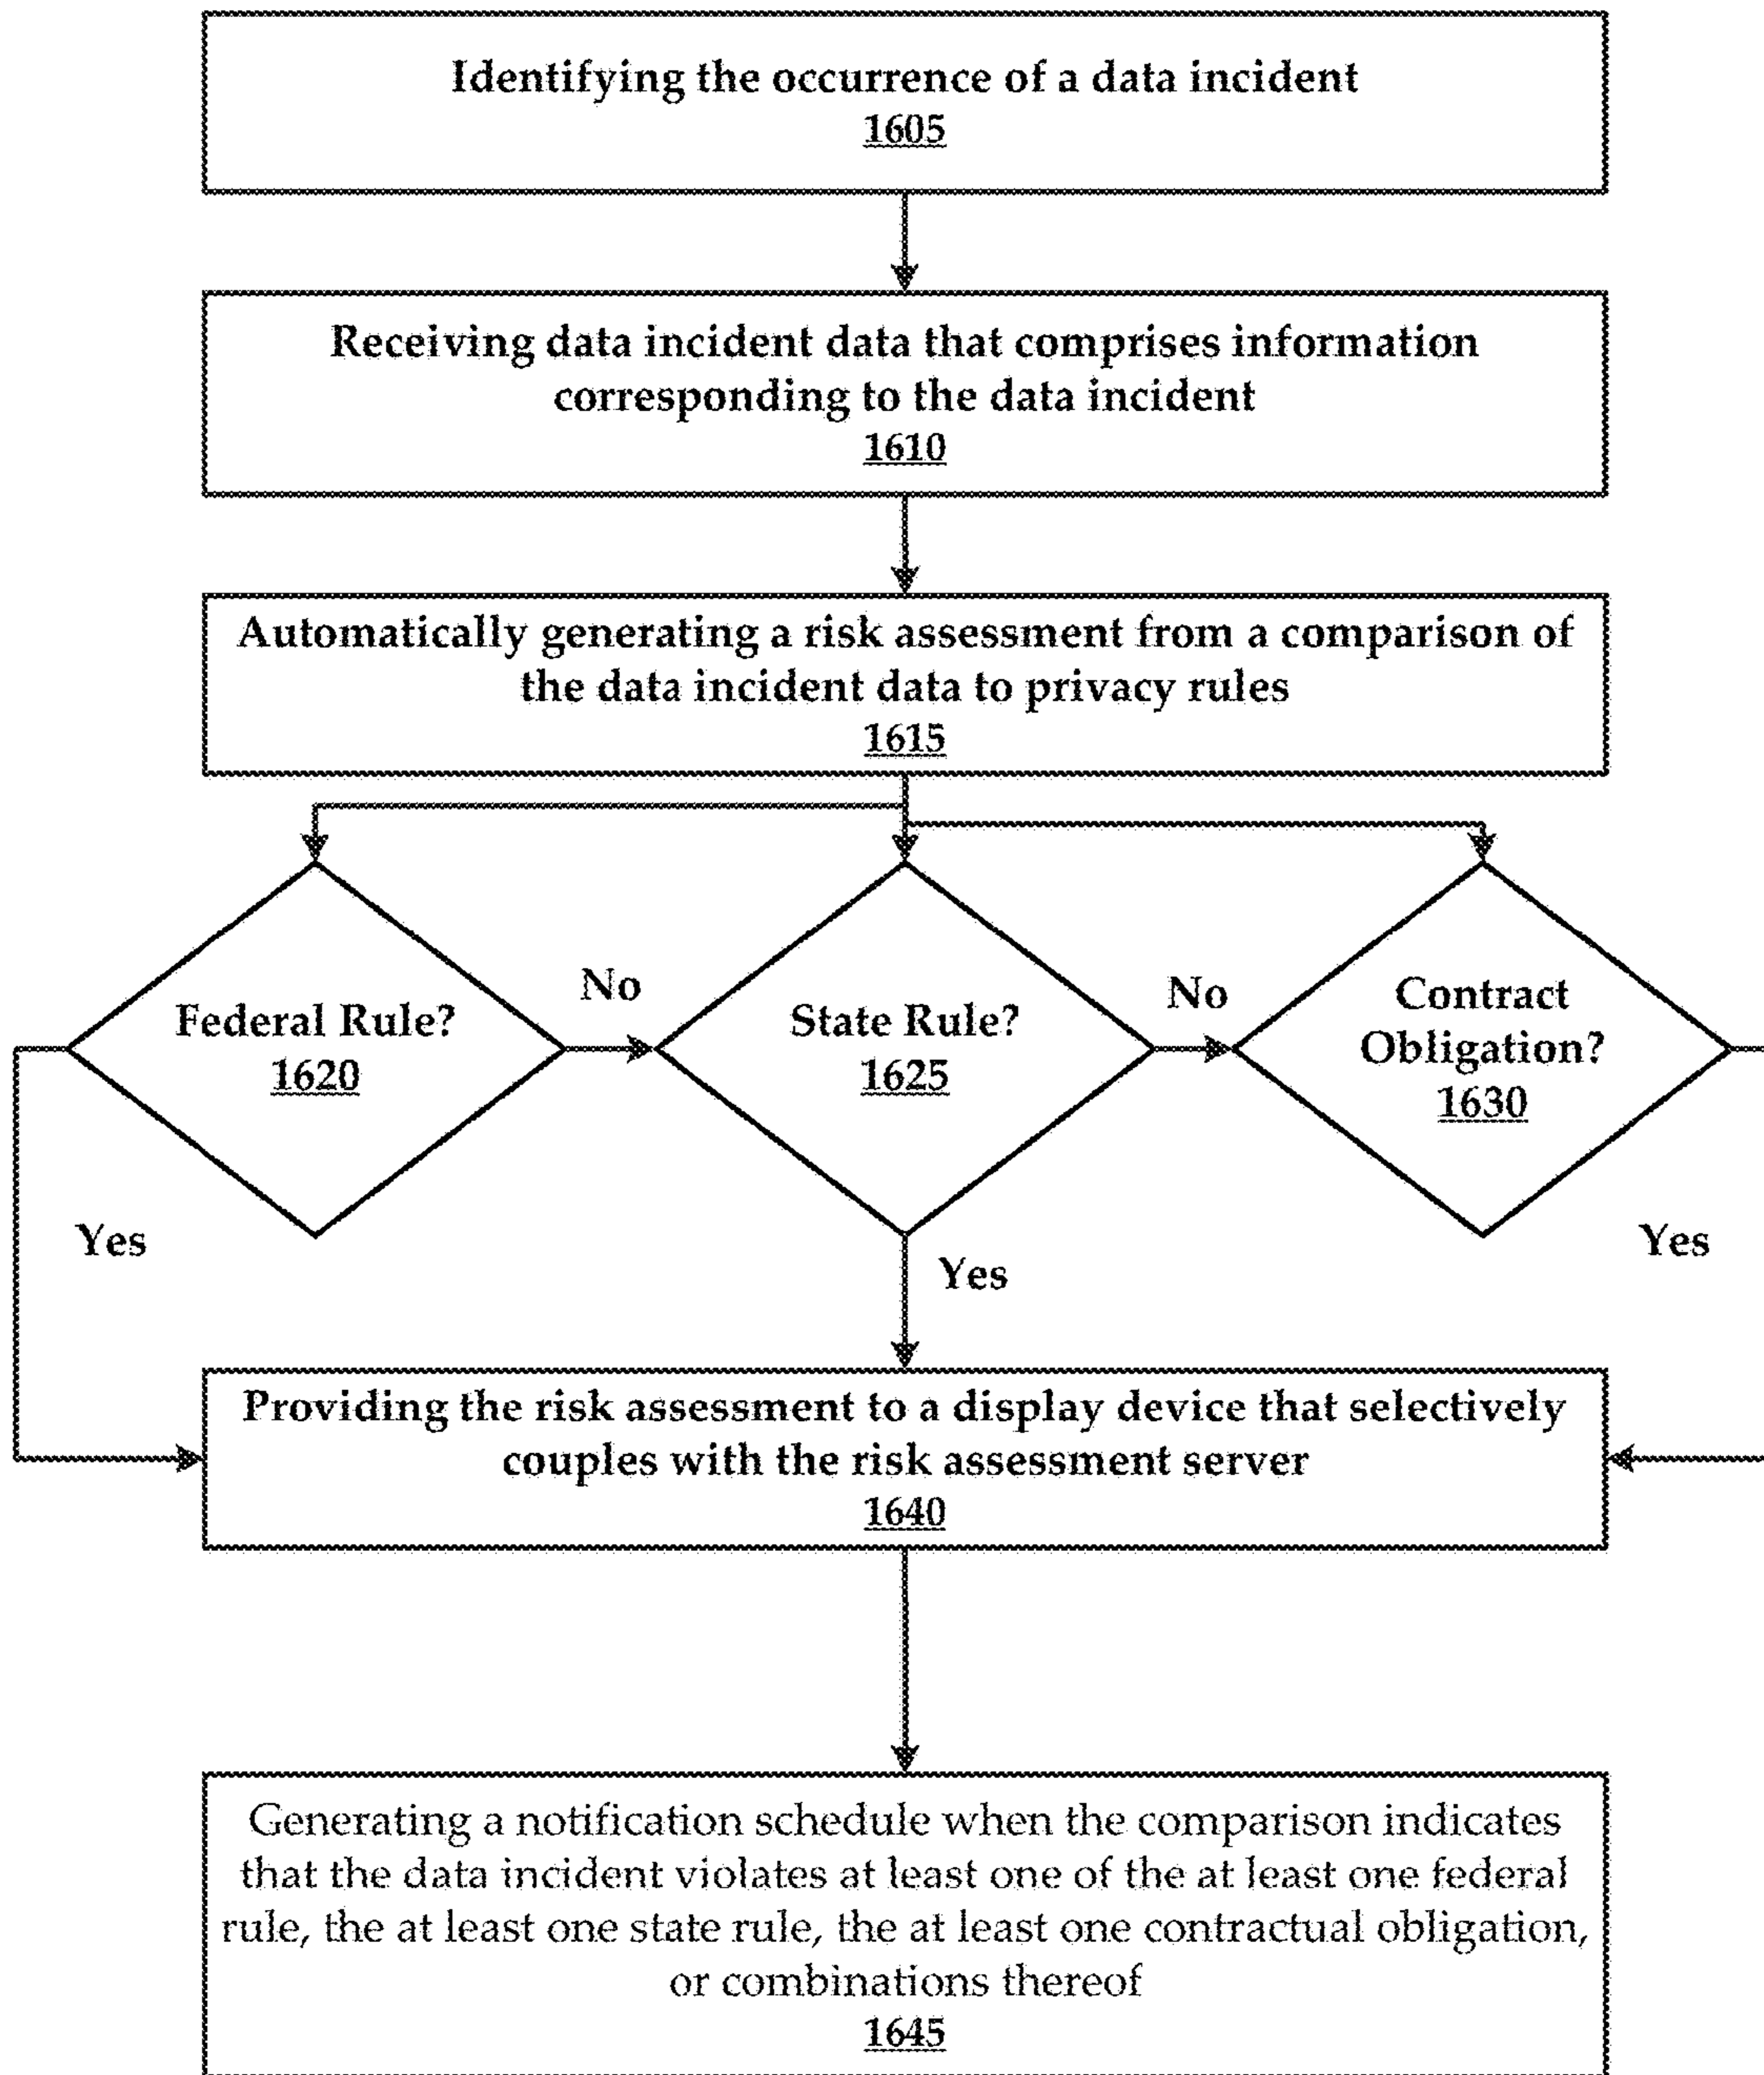 Identifying the occurrence of a data incident
1605
Receiving data incident data that comprises information
corresponding to the data incident
1610
Automatically generating a risk assessment from a comparison of
the data incident data to privacy rules
1615
Federal Rule?
1620
No
State Rule?
1625
No
Contract
Obligation?
1630
Yes
Yes
Yes
Providing the risk assessment to a display device that selectively
couples with the risk assessment server
1640
Generating a notification schedule when the comparison indicates
that the data incident violates at least one of the at least one federal
rule, the at least one state rule, the at least one contractual obligation,
or combinations thereof
1645